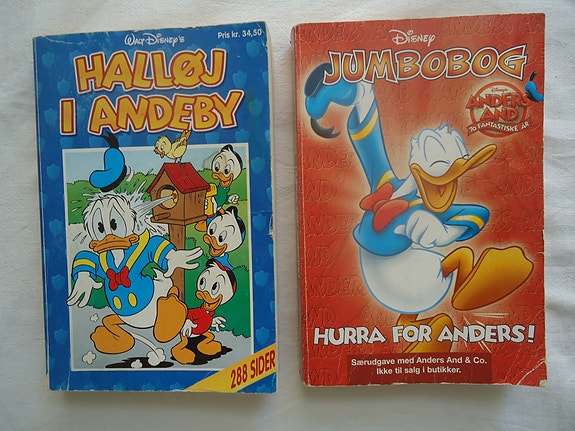 WALT DISNEY'S
Pris kr. 34,50
HALLØJ
I ANDEBY
288 SIDER
Disney
JUMBOBOG
Disney's
ANDERS
AND
70 FANTASTISKE ÅR
HURRA FOR ANDERS!
Særudgave med Anders And & Co.
Ikke til salg i butikker.